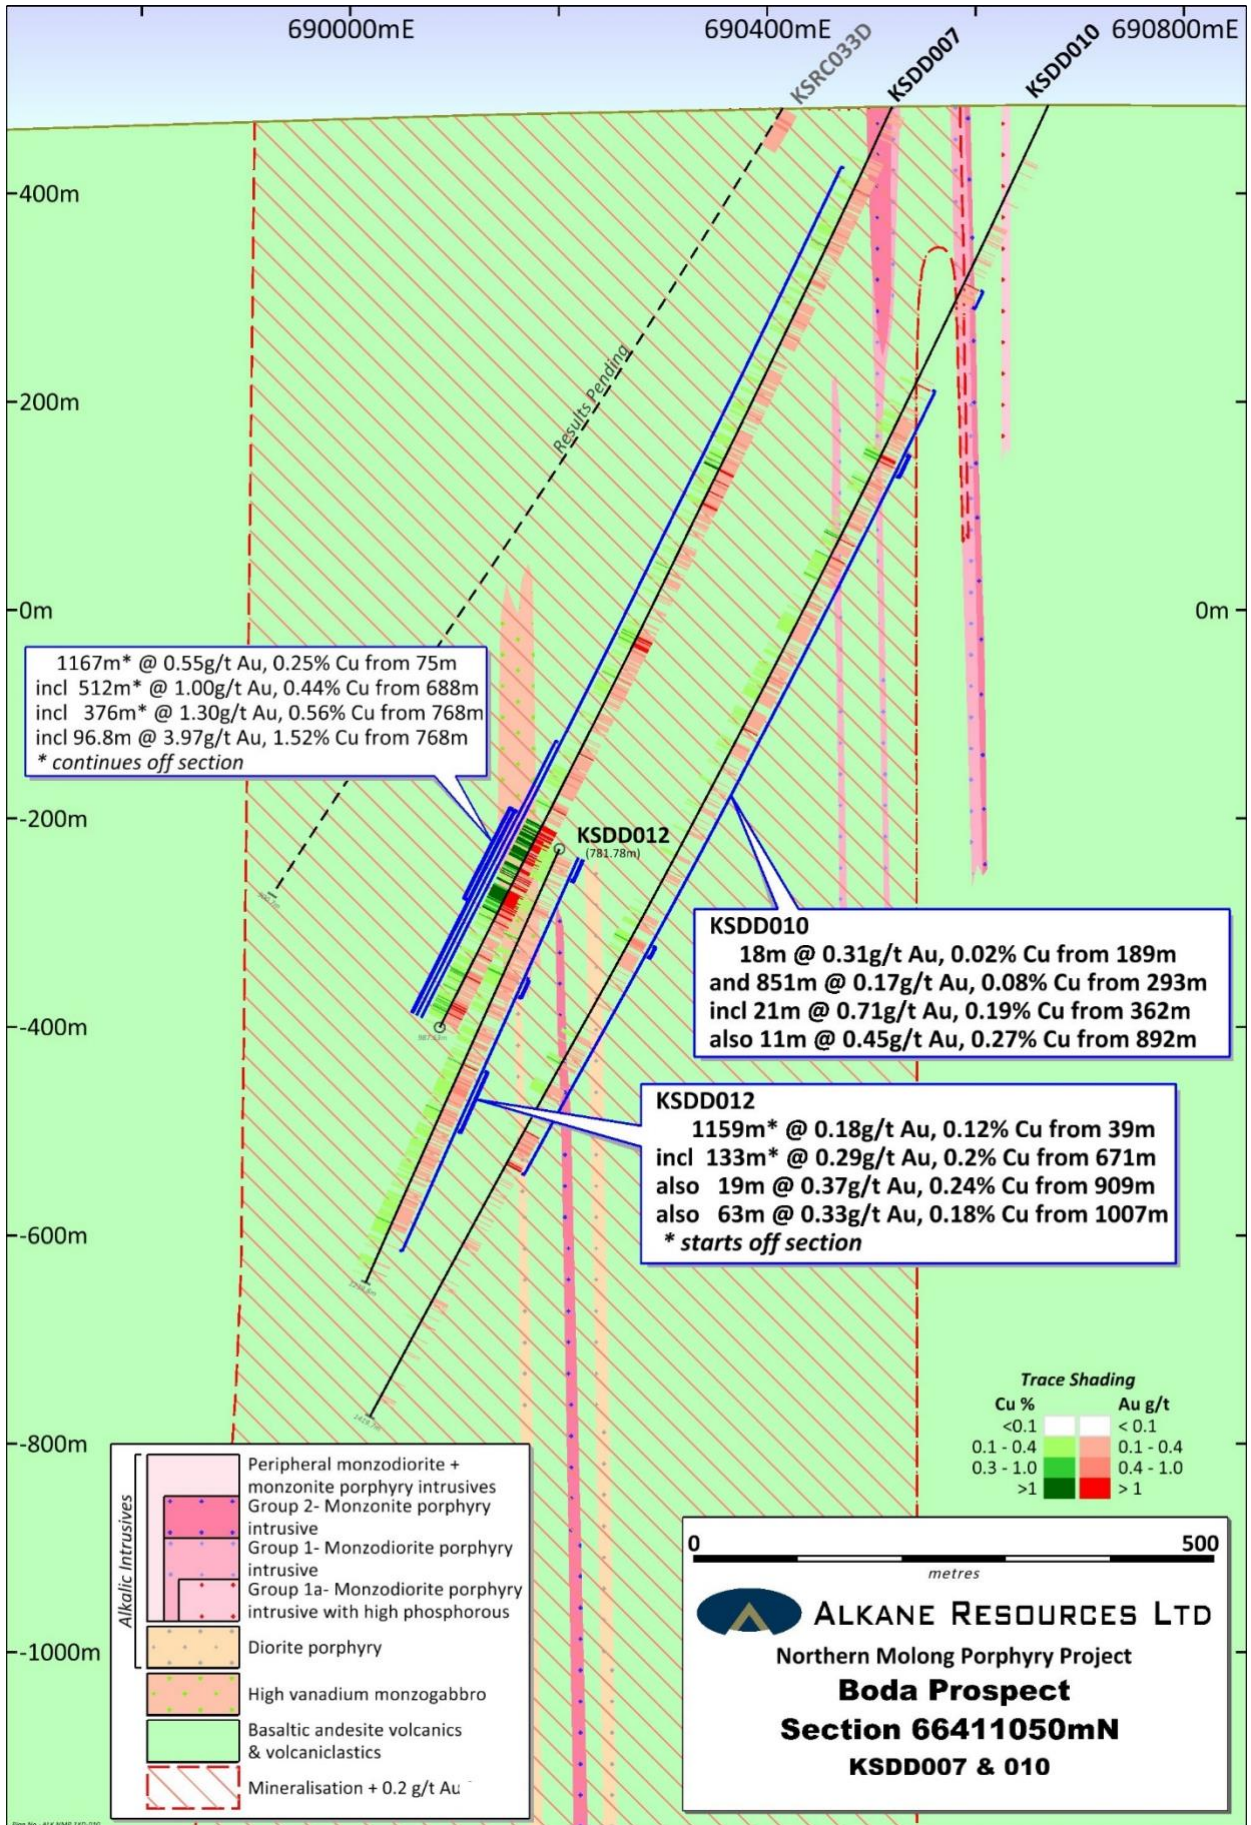 690000mE
690400mE
690800mE
KSRC033D
KSDD007
KSDD010
400m
200m
0m
0m
-200m
-400m
-600m
-800m
-1000m
Results Pending
1167m* @ 0.55g/t Au, 0.25% Cu from 75m
incl 512m* @ 1.00g/t Au, 0.44% Cu from 688m
incl 376m* @ 1.30g/t Au, 0.56% Cu from 768m
incl 96.8m @ 3.97g/t Au, 1.52% Cu from 768m
* continues off section
KSDD012
(781.78m)
KSDD010
18m @ 0.31g/t Au, 0.02% Cu from 189m
and 851m @ 0.17g/t Au, 0.08% Cu from 293m
incl 21m @ 0.71g/t Au, 0.19% Cu from 362m
also 11m @ 0.45g/t Au, 0.27% Cu from 892m
KSDD012
1159m* @ 0.18g/t Au, 0.12% Cu from 39m
incl 133m* @ 0.29g/t Au, 0.2% Cu from 671m
also 19m @ 0.37g/t Au, 0.24% Cu from 909m
also 63m @ 0.33g/t Au, 0.18% Cu from 1007m
* starts off section
Trace Shading
Cu % Au g/t
<0.1 < 0.1
0.1 - 0.4 0.1 - 0.4
0.3 - 1.0 0.4 - 1.0
>1 > 1
Alkalic Intrusives
Peripheral monzodiorite +
monzonite porphyry intrusives
Group 2- Monzonite porphyry
intrusive
Group 1- Monzodiorite porphyry
intrusive
Group 1a- Monzodiorite porphyry
intrusive with high phosphorous
Diorite porphyry
High vanadium monzogabbro
Basaltic andesite volcanics
& volcaniclastics
Mineralisation + 0.2 g/t Au
0 500
metres
ALKANE RESOURCES LTD
Northern Molong Porphyry Project
Boda Prospect
Section 66411050mN
KSDD007 & 010